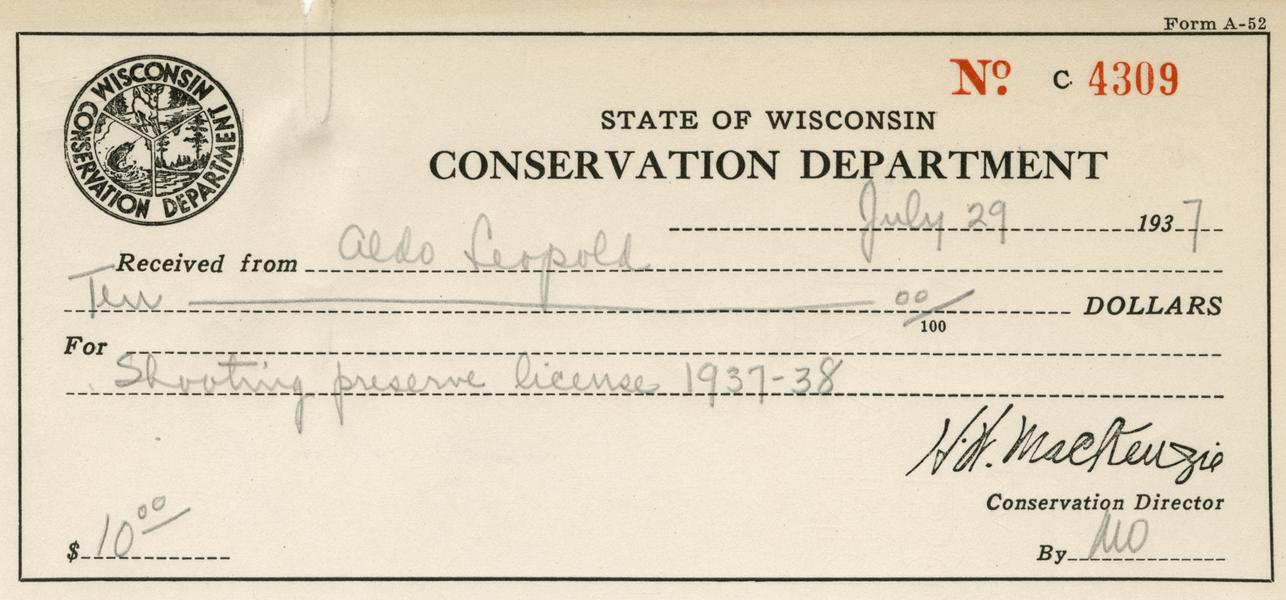 Form A-52
WISCONSIN CONSERVATION DEPARTMENT
No. C 4309
STATE OF WISCONSIN
CONSERVATION DEPARTMENT
July 29 1937
Received from Aldo Leopold
Ten 00/100 DOLLARS
For
Shooting preserve license 1937-38
H.W. MacKenzie
Conservation Director
$ 10 00
By MO